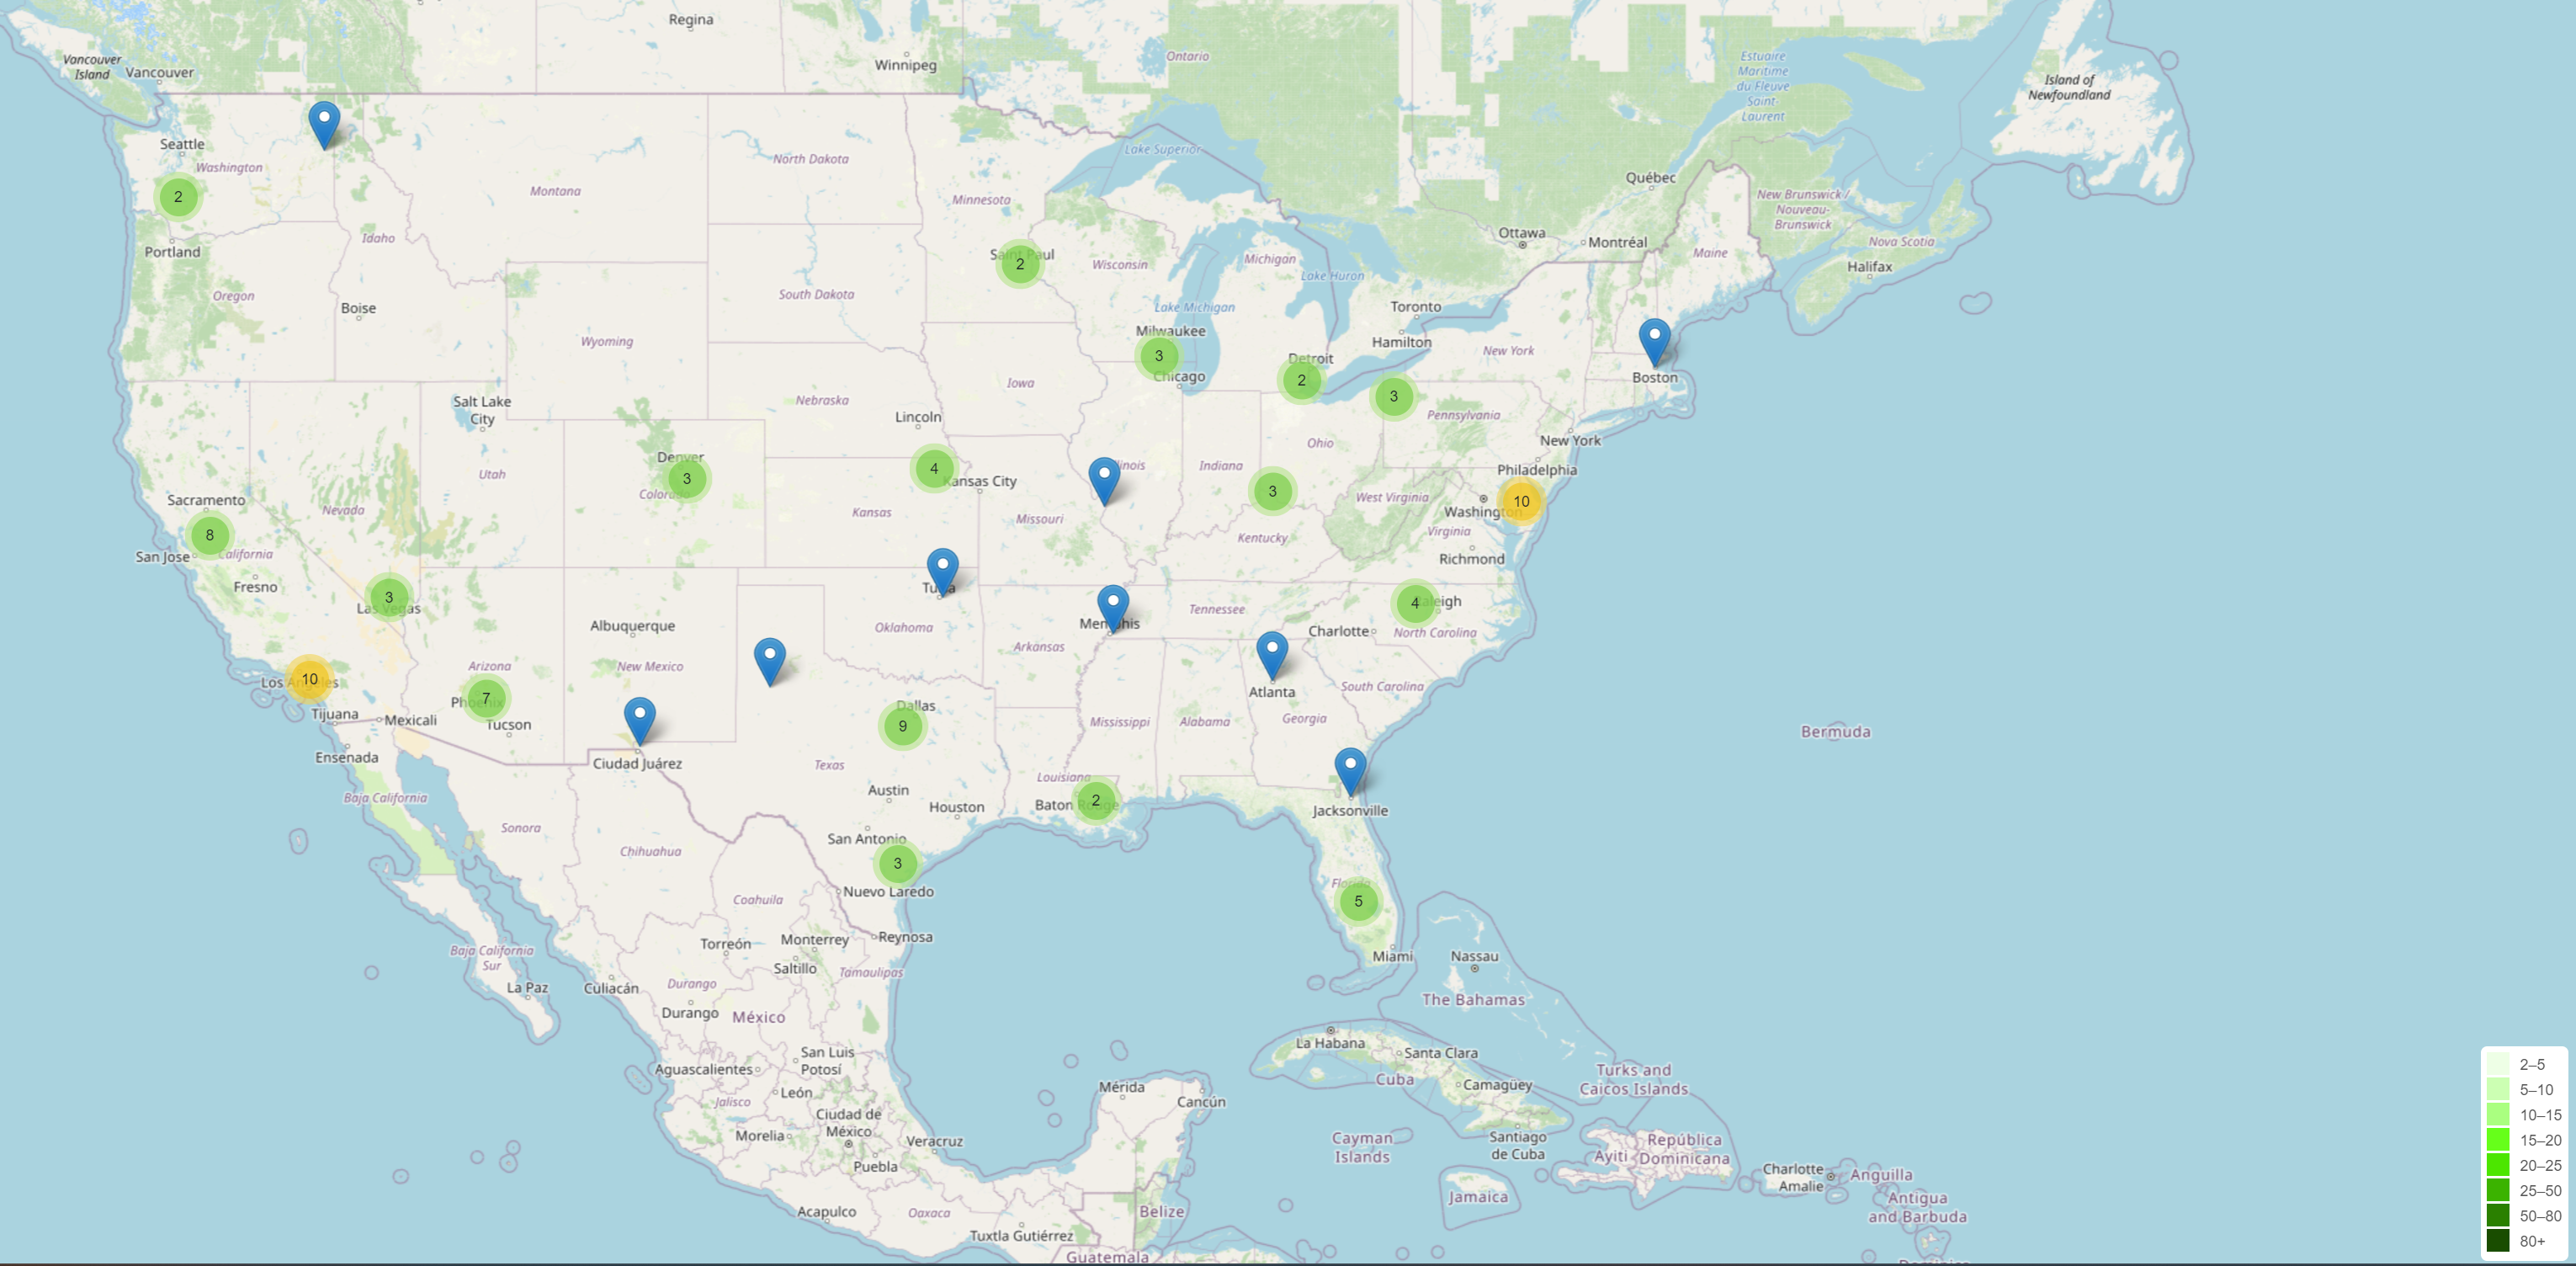 Regina
Vancouver
Island
Vancouver
Winnipeg
Ontario
Estuaire
Maritime
du Fleuve
Saint-
Laurent
Island of
Newfoundland
Seattle
Washington
North Dakota
Lake Superior
Québec
Montana
Minnesota
New Brunswick /
Nouveau-
Brunswick
2
Idaho
Portland
Ottawa
Montréal
Maine
Nova Scotia
Saint Paul
2
Wisconsin
Michigan
Lake Huron
Halifax
Oregon
Boise
South Dakota
Lake Michigan
Toronto
Milwaukee
Hamilton
Wyoming
3
New York
Detroit
Chicago
2
Boston
Iowa
Salt Lake
City
Nebraska
3
Pennsylvania
Lincoln
Ohio
New York
Denver
Utah
3
Colorado
4
Kansas City
Illinois
Indiana
Philadelphia
Sacramento
Nevada
Kansas
Missouri
3
West Virginia
10
Washington
8
California
San Jose
Kentucky
Virginia
Richmond
Fresno
3
Las Vegas
Tulsa
4
Raleigh
Albuquerque
Oklahoma
Memphis
Tennessee
Charlotte
North Carolina
Arkansas
Arizona
New Mexico
10
Los Angeles
7
Phoenix
Atlanta
South Carolina
Tijuana
Mexicali
Tucson
Dallas
9
Mississippi
Alabama
Georgia
Bermuda
Ensenada
Ciudad Juárez
Texas
Louisiana
Baja California
Austin
Houston
Baton Rouge
2
Jacksonville
Sonora
San Antonio
Chihuahua
3
Nuevo Laredo
Florida
5
Coahuila
Torreón
Monterrey
Reynosa
Baja California
Sur
Saltillo
Tamaulipas
Miami
Nassau
La Paz
Culiacán
Durango
The Bahamas
Durango
México
La Habana
Santa Clara
San Luis
Potosí
Aguascalientes
Mérida
Cuba
Camagüey
Turks and
Caicos Islands
León
Jalisco
Cancún
Ciudad de
México
Morelia
Veracruz
Cayman
Islands
Santiago
de Cuba
Ayiti
República
Dominicana
Puebla
Charlotte
Amalie
Anguilla
Jamaica
Antigua
and Barbuda
Acapulco
Oaxaca
Belize
Tuxtla Gutiérrez
Guatemala
2–5
5–10
10–15
15–20
20–25
25–50
50–80
80+